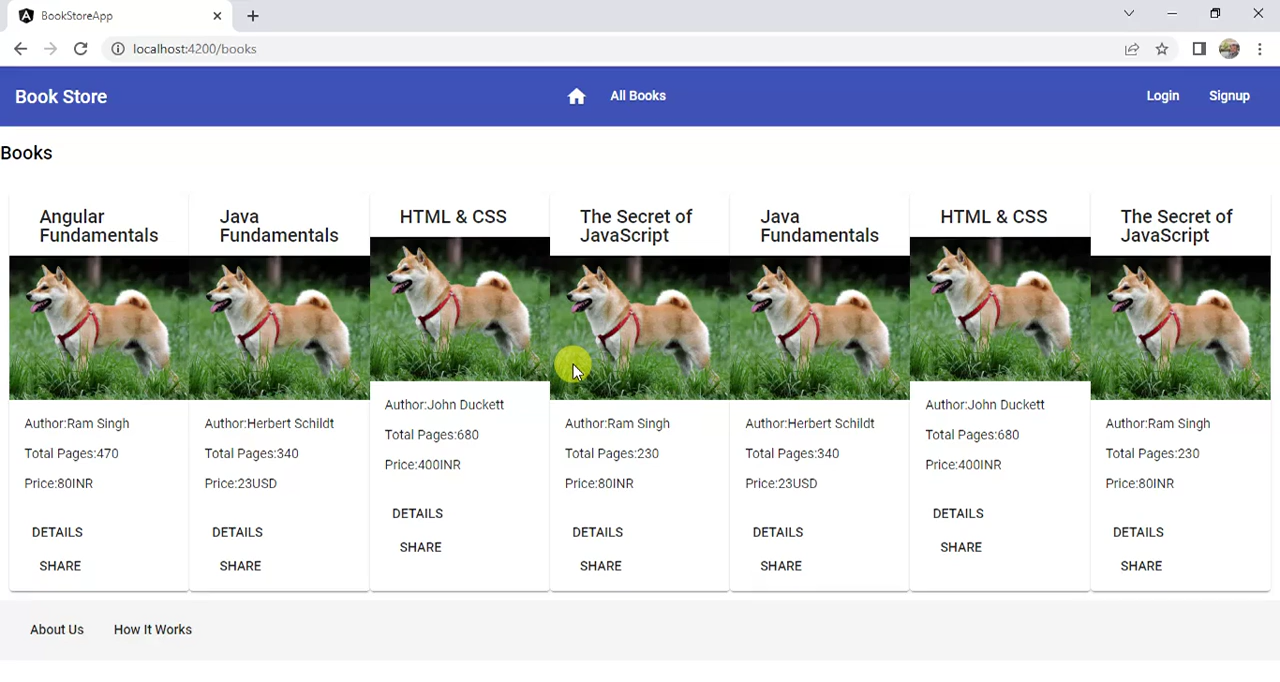 BookStoreApp
localhost:4200/books
Book Store
All Books
Login
Signup
Books
Angular
Fundamentals
Author:Ram Singh
Total Pages:470
Price:80INR
DETAILS
SHARE
Java
Fundamentals
Author:Herbert Schildt
Total Pages:340
Price:23USD
DETAILS
SHARE
HTML & CSS
Author:John Duckett
Total Pages:680
Price:400INR
DETAILS
SHARE
The Secret of
JavaScript
Author:Ram Singh
Total Pages:230
Price:80INR
DETAILS
SHARE
Java
Fundamentals
Author:Herbert Schildt
Total Pages:340
Price:23USD
DETAILS
SHARE
HTML & CSS
Author:John Duckett
Total Pages:680
Price:400INR
DETAILS
SHARE
The Secret of
JavaScript
Author:Ram Singh
Total Pages:230
Price:80INR
DETAILS
SHARE
About Us
How It Works